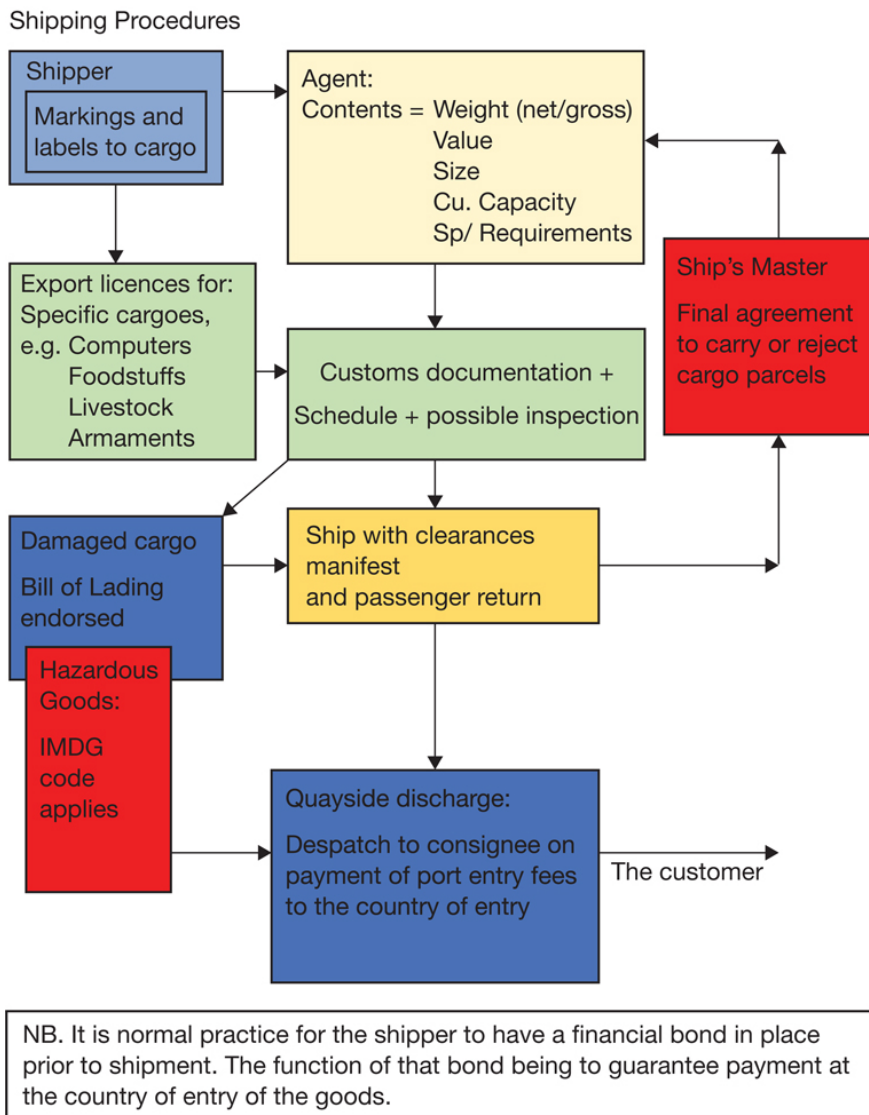 Shipping Procedures
Shipper
Markings and
labels to cargo
Agent:
Contents = Weight (net/gross)
Value
Size
Cu. Capacity
Sp/ Requirements
Ship's Master
Final agreement
to carry or reject
cargo parcels
Export licences for:
Specific cargoes,
e.g. Computers
Foodstuffs
Livestock
Armaments
Customs documentation +
Schedule + possible inspection
Damaged cargo
Bill of Lading
endorsed
Ship with clearances
manifest
and passenger return
Hazardous
Goods:
IMDG
code
applies
Quayside discharge:
Despatch to consignee on
payment of port entry fees
to the country of entry
The customer
NB. It is normal practice for the shipper to have a financial bond in place
prior to shipment. The function of that bond being to guarantee payment at
the country of entry of the goods.